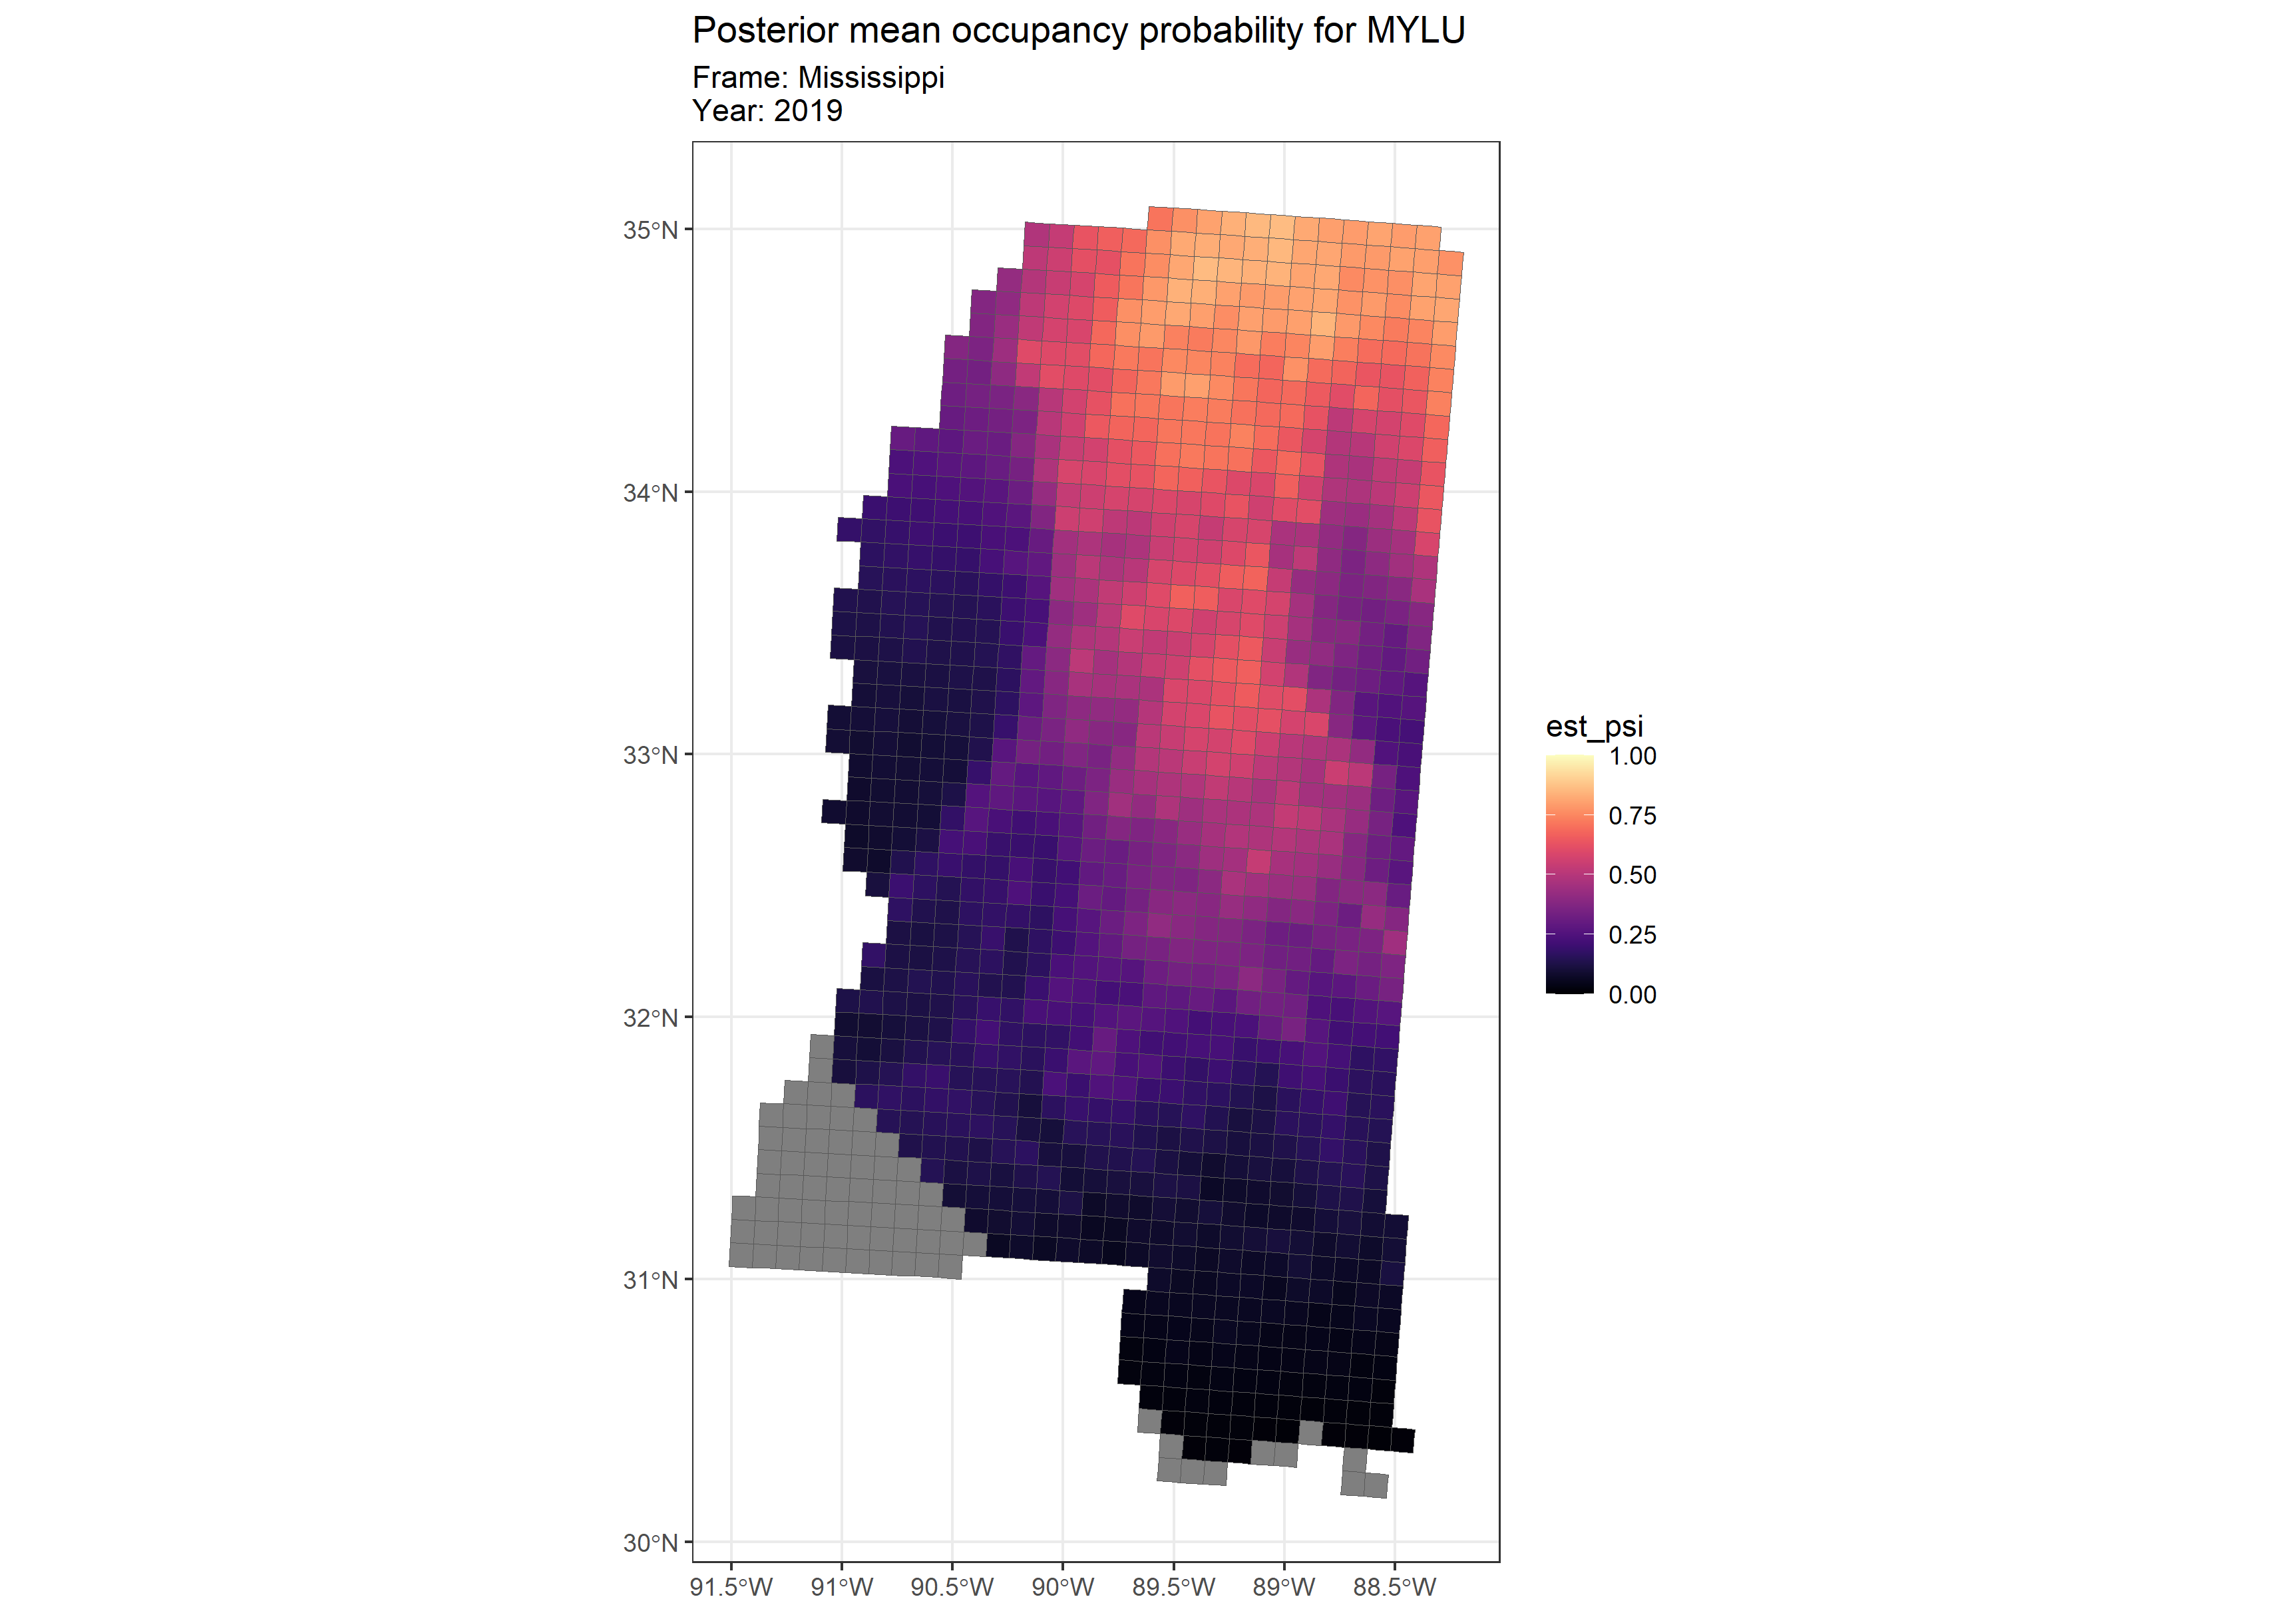 Posterior mean occupancy probability for MYLU
Frame: Mississippi
Year: 2019
35°N
34°N
33°N
32°N
31°N
30°N
91.5°W
91°W
90.5°W
90°W
89.5°W
89°W
88.5°W
est_psi
1.00
0.75
0.50
0.25
0.00